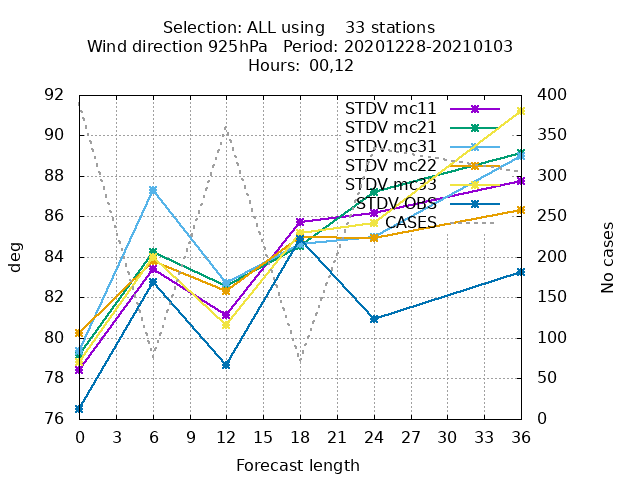 Selection: ALL using    33 stations
Wind direction 925hPa   Period: 20201228-20210103
Hours:  00,12
92
90
88
86
84
82
80
78
76
deg
400
350
300
250
200
150
100
50
0
No cases
STDV mc11
STDV mc21
STDV mc31
STDV mc22
STDV mc33
STDV OBS
CASES
0 3 6 9 12 15 18 21 24 27 30 33 36
Forecast length